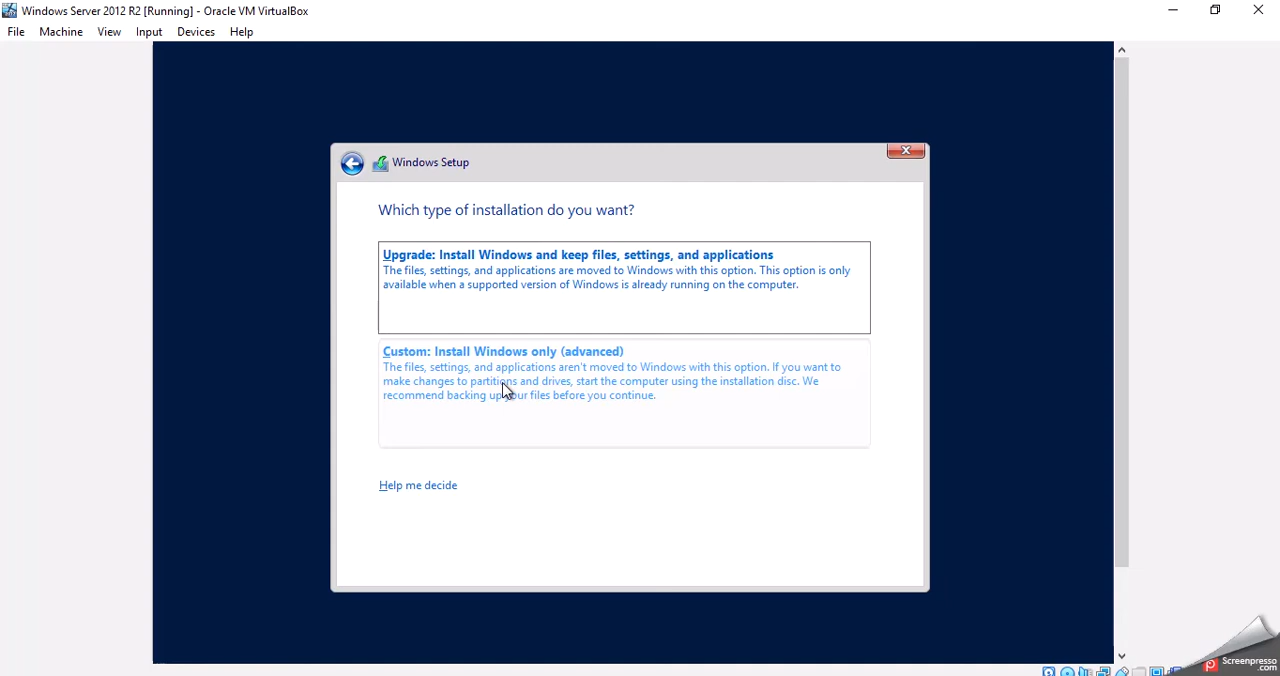 Windows Server 2012 R2 [Running] - Oracle VM VirtualBox
File Machine View Input Devices Help
Windows Setup
Which type of installation do you want?
Upgrade: Install Windows and keep files, settings, and applications
The files, settings, and applications are moved to Windows with this option. This option is only
available when a supported version of Windows is already running on the computer.
Custom: Install Windows only (advanced)
The files, settings, and applications aren't moved to Windows with this option. If you want to
make changes to partitions and drives, start the computer using the installation disc. We
recommend backing up your files before you continue.
Help me decide
Screenpresso
.com